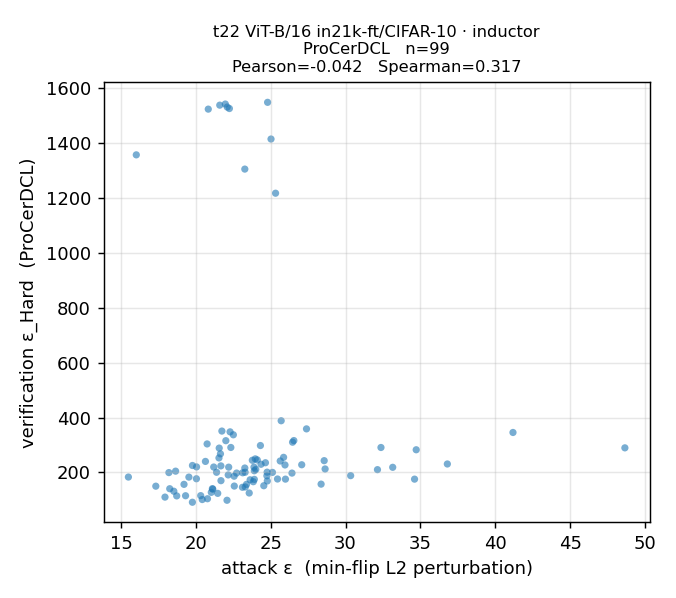 t22 ViT-B/16 in21k-ft/CIFAR-10 · inductor
ProCerDCL n=99
Pearson=-0.042 Spearman=0.317
1600
1400
1200
1000
800
600
400
200
verification ε_Hard (ProCerDCL)
15 20 25 30 35 40 45 50
attack ε (min-flip L2 perturbation)